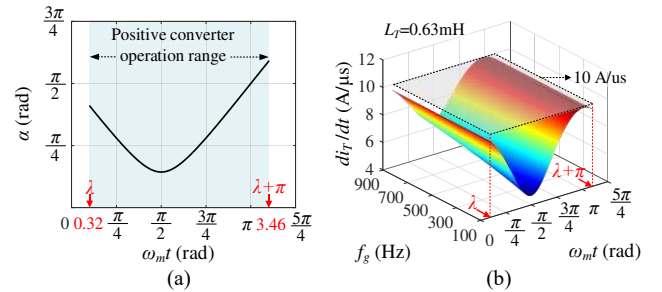 3π/4
π/2
π/4
0
α (rad)
Positive converter
operation range
λ
λ+π
0.32
π/4
π/2
3π/4
π
3.46
5π/4
ω_m t (rad)
(a)
L_T=0.63mH
10 A/us
12
10
8
6
4
di_T/dt (A/μs)
900
700
500
300
100
f_g (Hz)
λ
λ+π
0
π/4
π/2
3π/4
π
5π/4
ω_m t (rad)
(b)